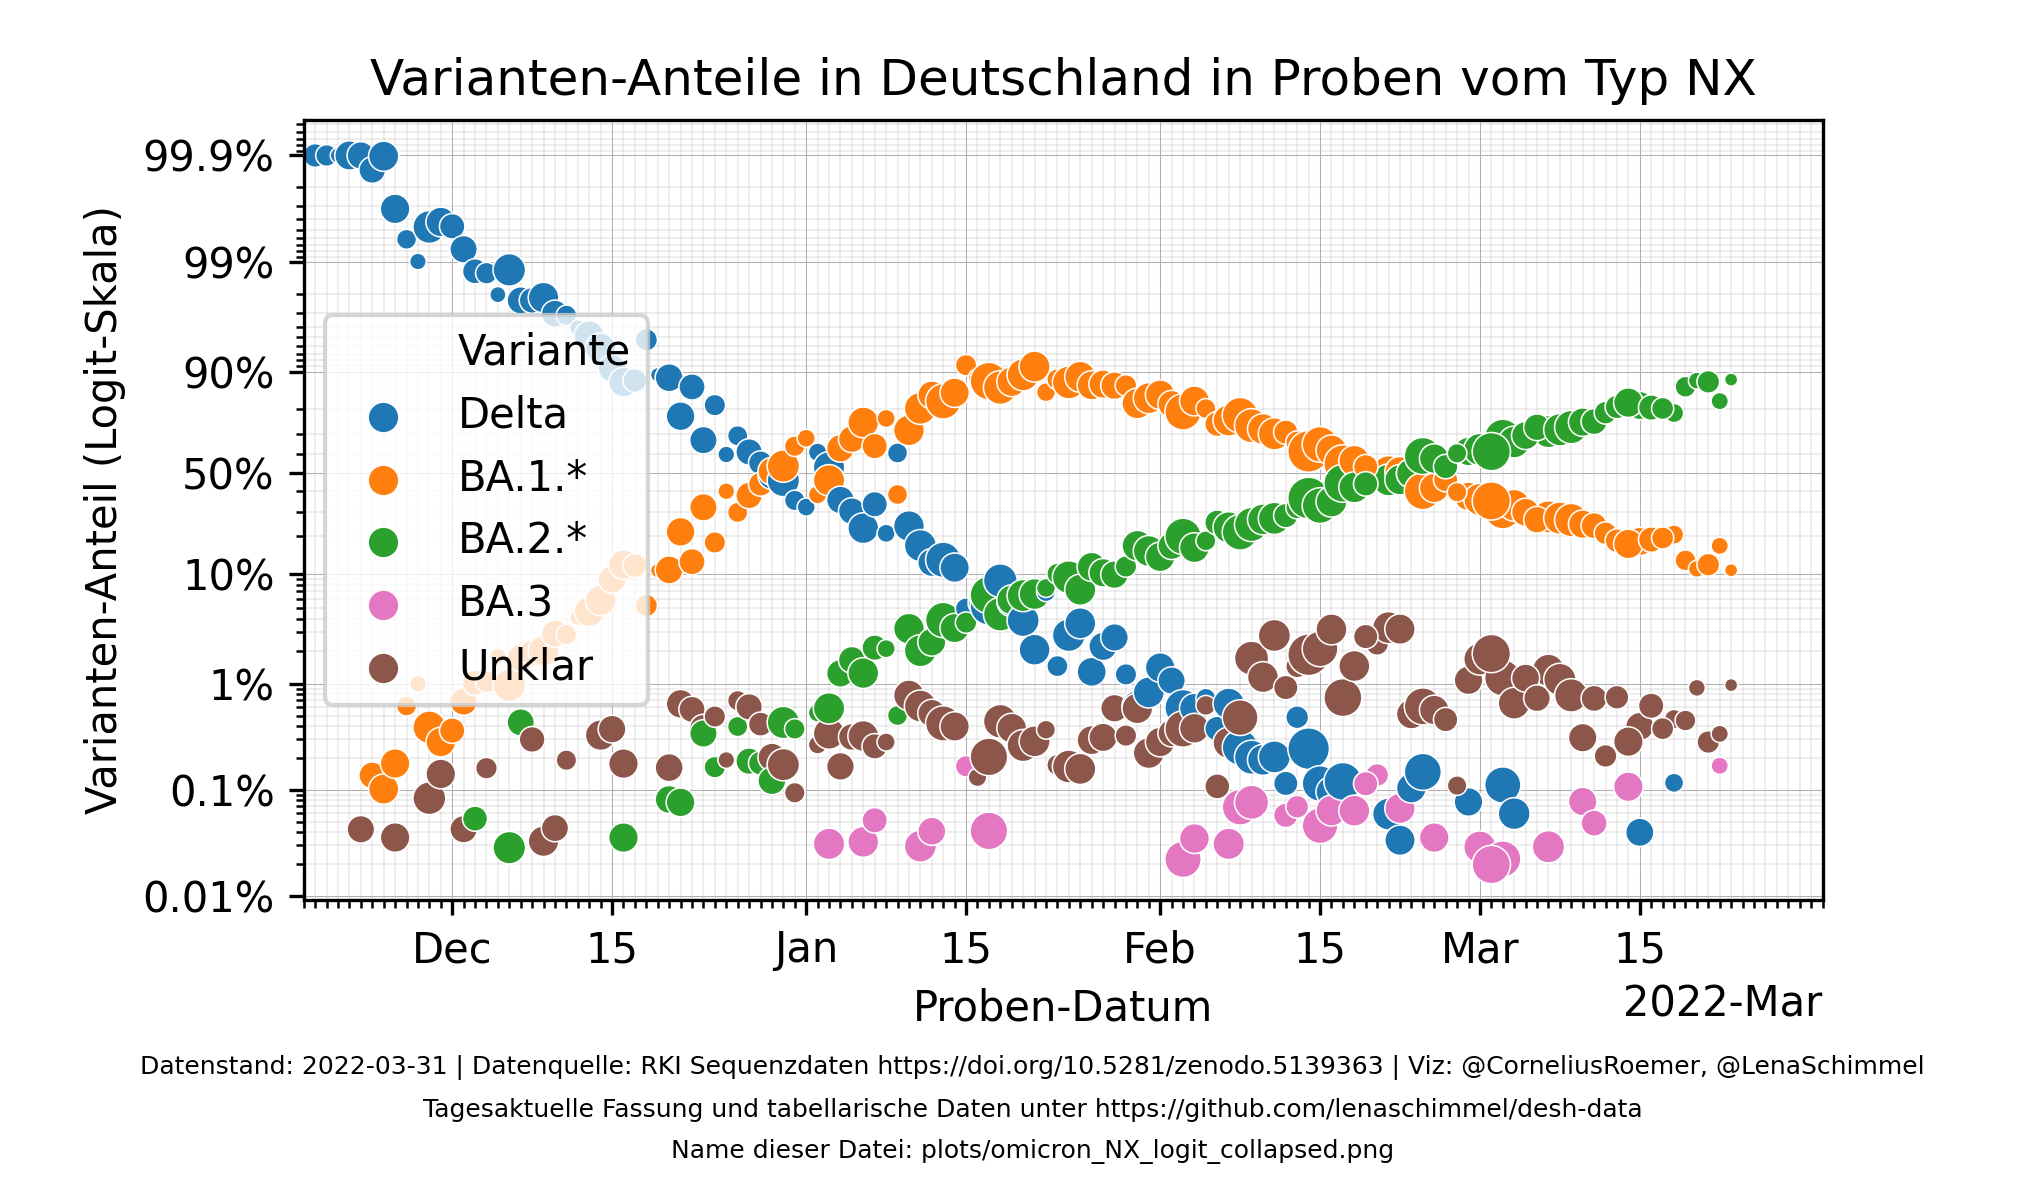 Varianten-Anteile in Deutschland in Proben vom Typ NX
Varianten-Anteil (Logit-Skala)
99.9%
99%
90%
50%
10%
1%
0.1%
0.01%
Variante
Delta
BA.1.*
BA.2.*
BA.3
Unklar
Dec 15 Jan 15 Feb 15 Mar 15
Proben-Datum
2022-Mar
Datenstand: 2022-03-31 | Datenquelle: RKI Sequenzdaten https://doi.org/10.5281/zenodo.5139363 | Viz: @CorneliusRoemer, @LenaSchimmel
Tagesaktuelle Fassung und tabellarische Daten unter https://github.com/lenaschimmel/desh-data
Name dieser Datei: plots/omicron_NX_logit_collapsed.png